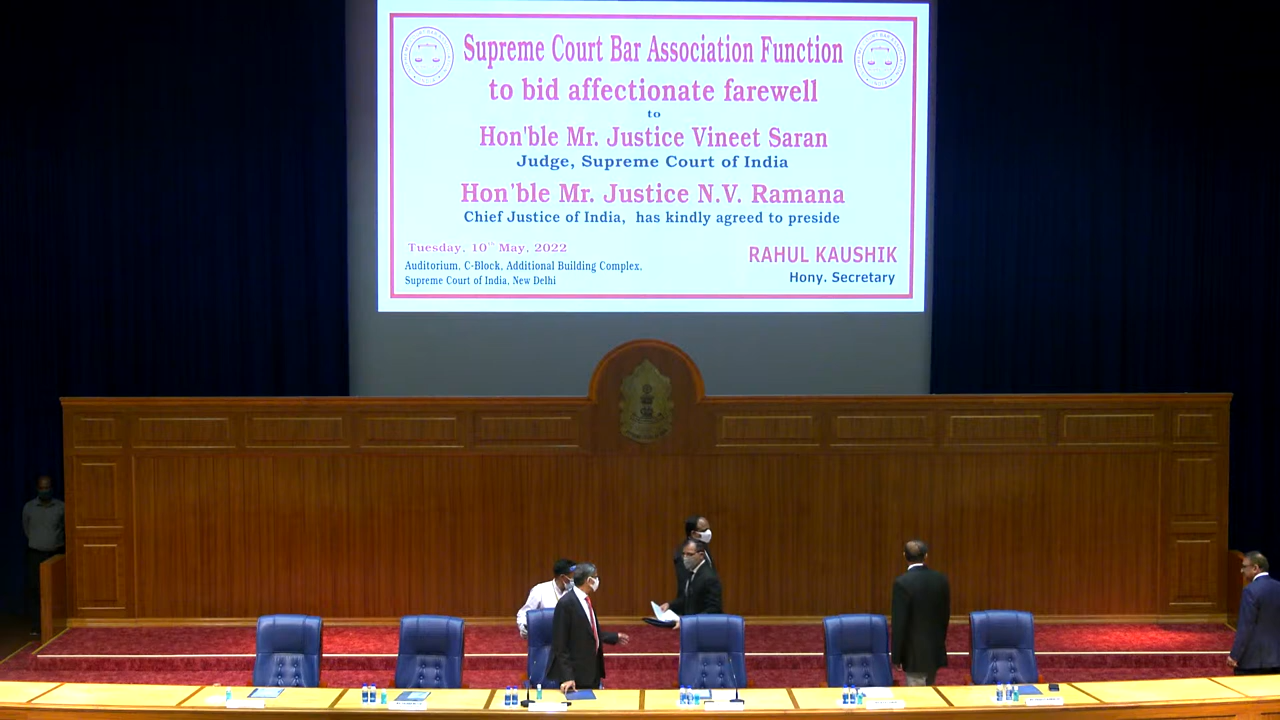 Supreme Court Bar Association Function
to bid affectionate farewell
to
Hon'ble Mr. Justice Vineet Saran
Judge, Supreme Court of India
Hon'ble Mr. Justice N.V. Ramana
Chief Justice of India, has kindly agreed to preside
Tuesday, 10th May, 2022
Auditorium, C-Block, Additional Building Complex,
Supreme Court of India, New Delhi
RAHUL KAUSHIK
Hony. Secretary